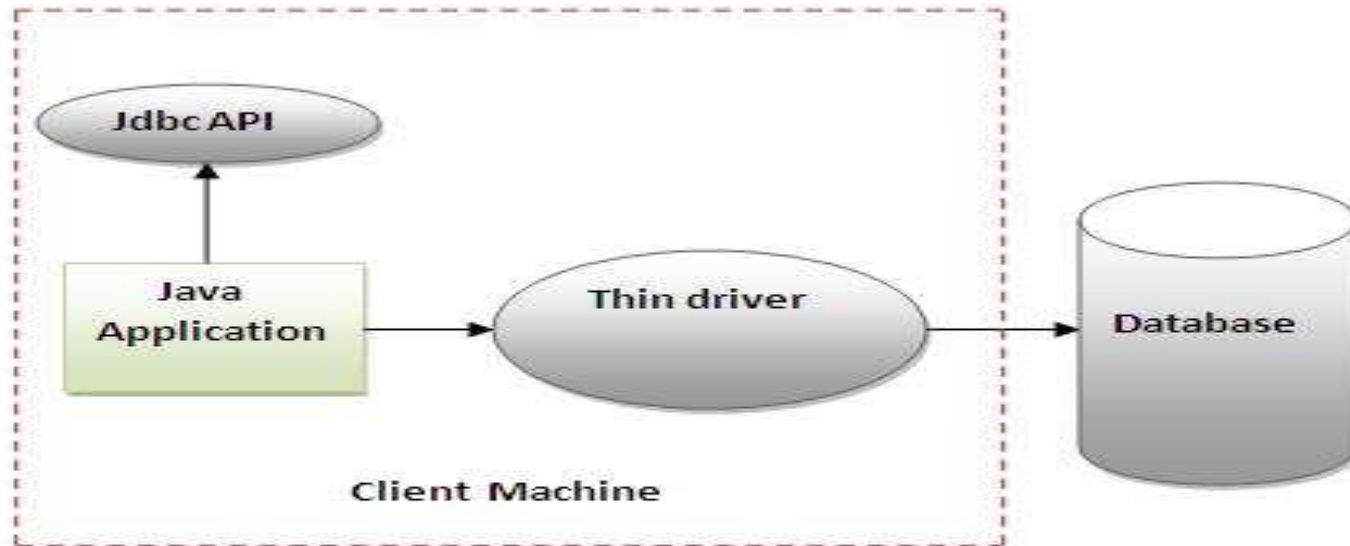 Jdbc API
Java
Application
Thin driver
Database
Client Machine